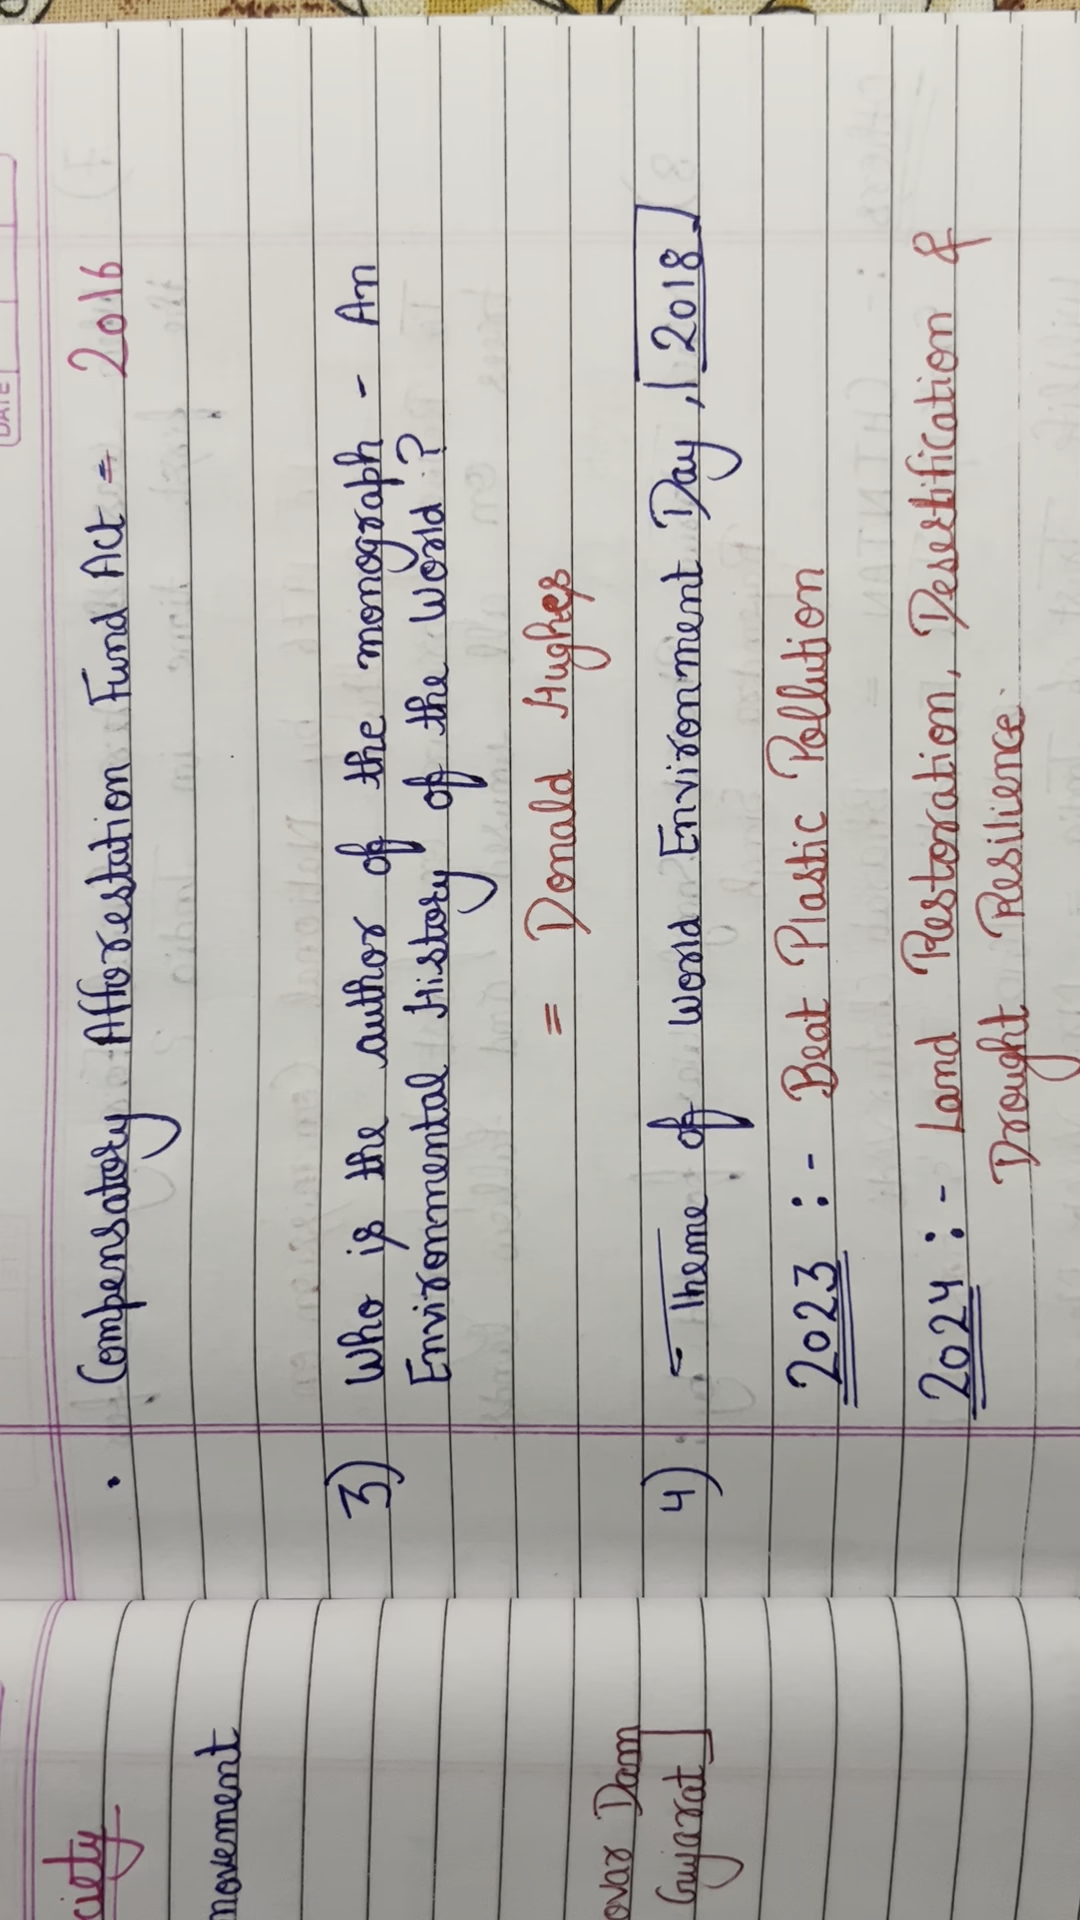 DATE
• Compensatory Afforestation Fund Act = 2016
3) Who is the author of the monograph - An
Environmental History of the World ?
= Donald Hughes
4) = Theme of World Environment Day, 2018
2023 :- Beat Plastic Pollution
2024 :- Land Restoration, Desertification &
Drought Resilience.
ciety
movement
ovar Dam
Gujarat]